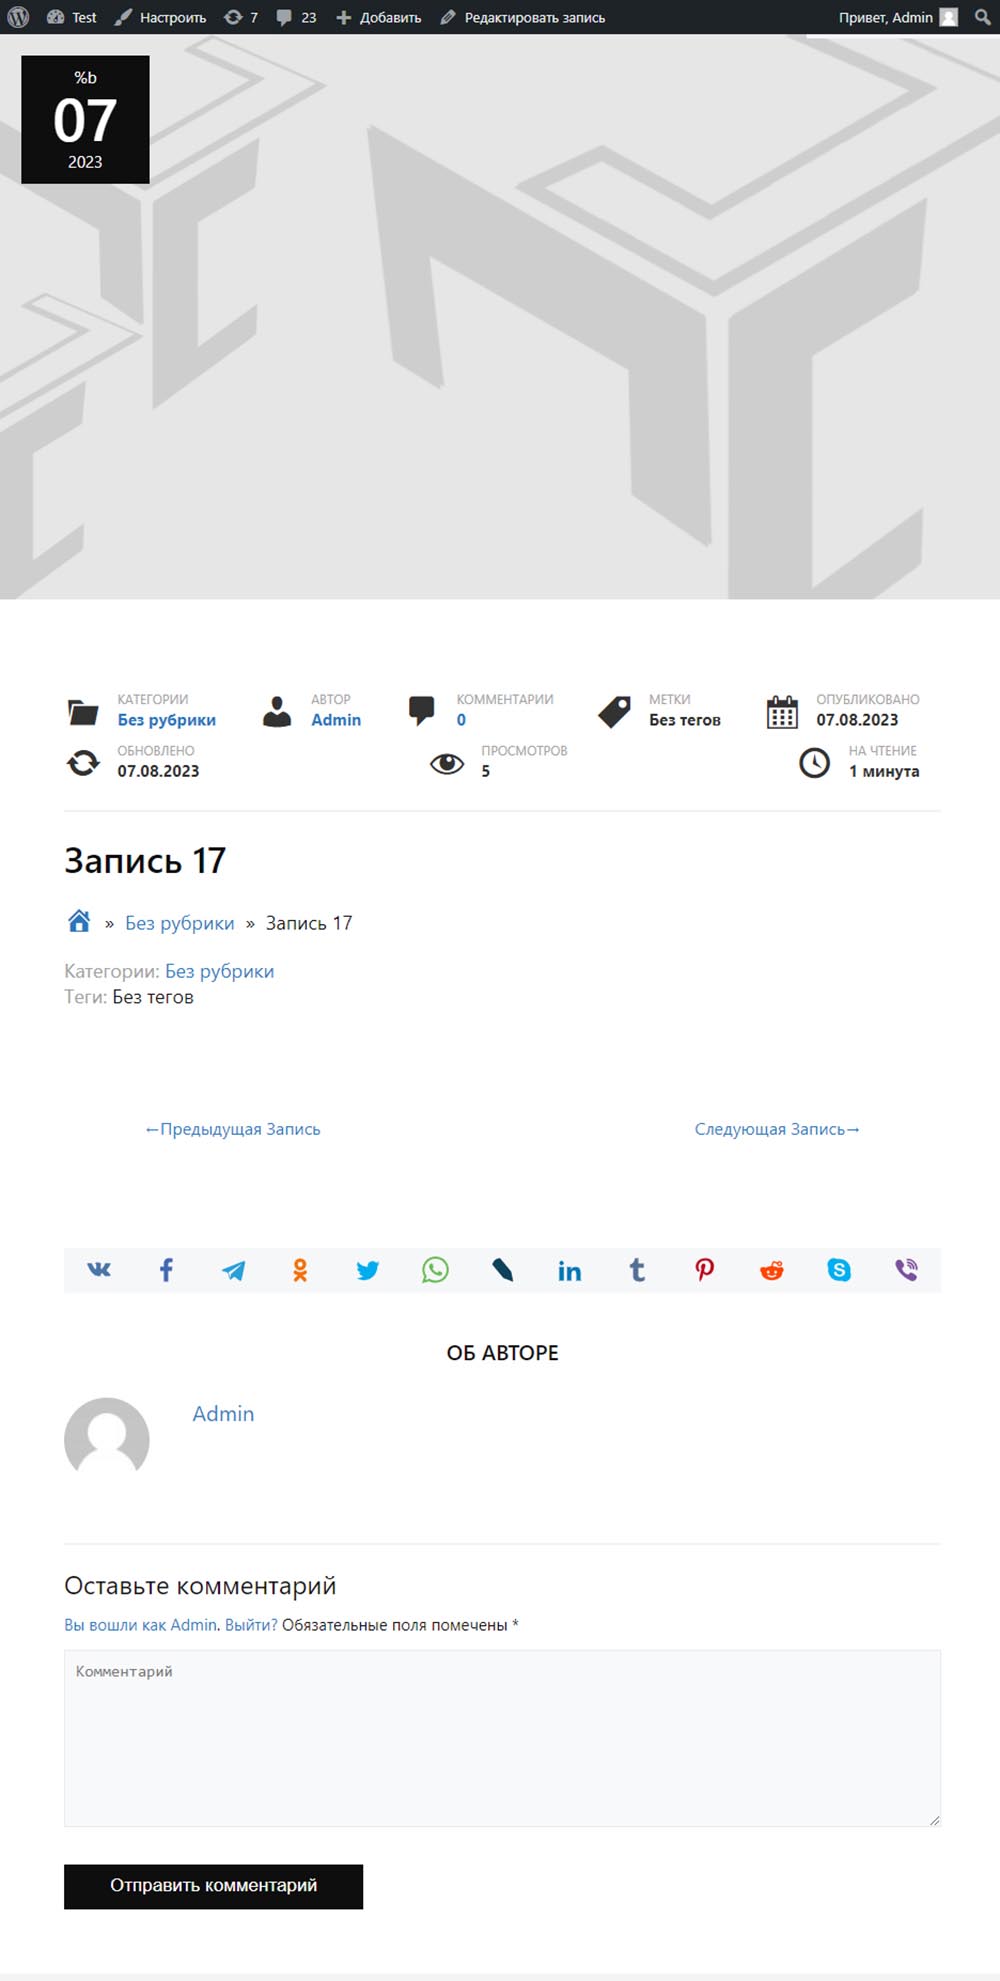 Test Настроить 7 23 Добавить Редактировать запись Привет, Admin
%b
07
2023
КАТЕГОРИИ
Без рубрики
АВТОР
Admin
КОММЕНТАРИИ
0
МЕТКИ
Без тегов
ОПУБЛИКОВАНО
07.08.2023
ОБНОВЛЕНО
07.08.2023
ПРОСМОТРОВ
5
НА ЧТЕНИЕ
1 минута
Запись 17
» Без рубрики » Запись 17
Категории: Без рубрики
Теги: Без тегов
←Предыдущая Запись
Следующая Запись→
ОБ АВТОРЕ
Admin
Оставьте комментарий
Вы вошли как Admin. Выйти? Обязательные поля помечены *
Комментарий
Отправить комментарий